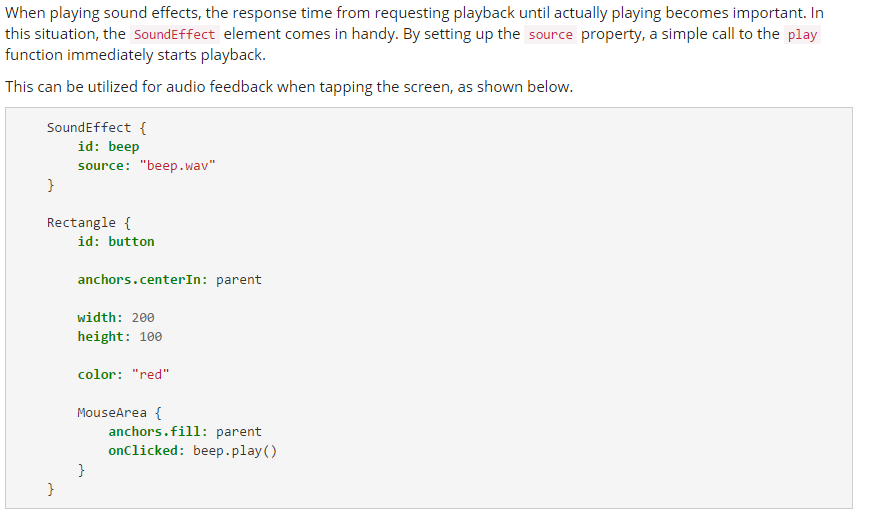 When playing sound effects, the response time from requesting playback until actually playing becomes important. In
this situation, the SoundEffect element comes in handy. By setting up the source property, a simple call to the play
function immediately starts playback.
This can be utilized for audio feedback when tapping the screen, as shown below.
SoundEffect {
    id: beep
    source: "beep.wav"
}
Rectangle {
    id: button
    anchors.centerIn: parent
    width: 200
    height: 100
    color: "red"
    MouseArea {
        anchors.fill: parent
        onClicked: beep.play()
    }
}